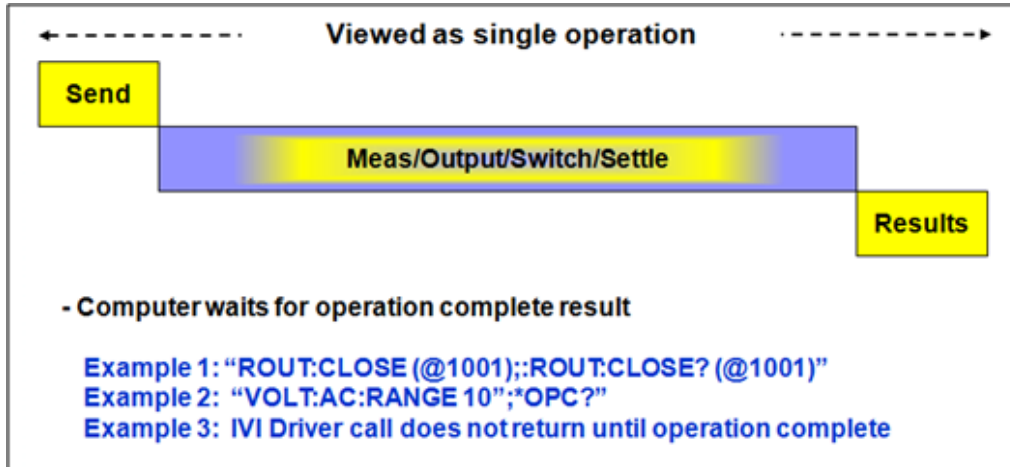 Viewed as single operation
Send
Meas/Output/Switch/Settle
Results
- Computer waits for operation complete result
Example 1: “ROUT:CLOSE (@1001);:ROUT:CLOSE? (@1001)”
Example 2: “VOLT:AC:RANGE 10”;*OPC?”
Example 3: IVI Driver call does not return until operation complete